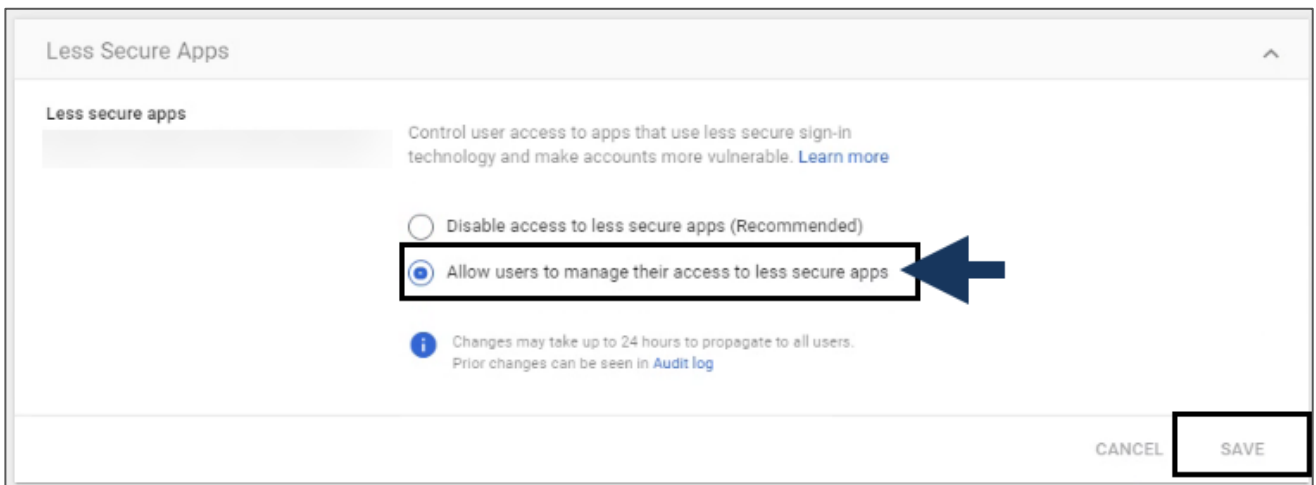 Less Secure Apps
Less secure apps
Control user access to apps that use less secure sign-in
technology and make accounts more vulnerable. Learn more
Disable access to less secure apps (Recommended)
Allow users to manage their access to less secure apps
Changes may take up to 24 hours to propagate to all users.
Prior changes can be seen in Audit log
CANCEL SAVE